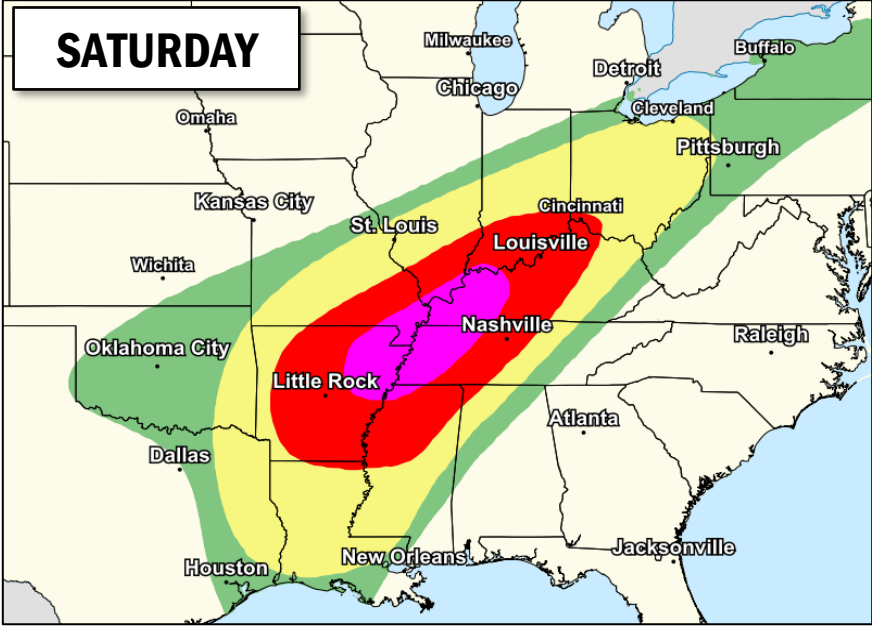 SATURDAY
Milwaukee
Buffalo
Detroit
Chicago
Cleveland
Omaha
Pittsburgh
Kansas City
Cincinnati
St. Louis
Louisville
Wichita
Nashville
Raleigh
Oklahoma City
Little Rock
Atlanta
Dallas
Jacksonville
New Orleans
Houston